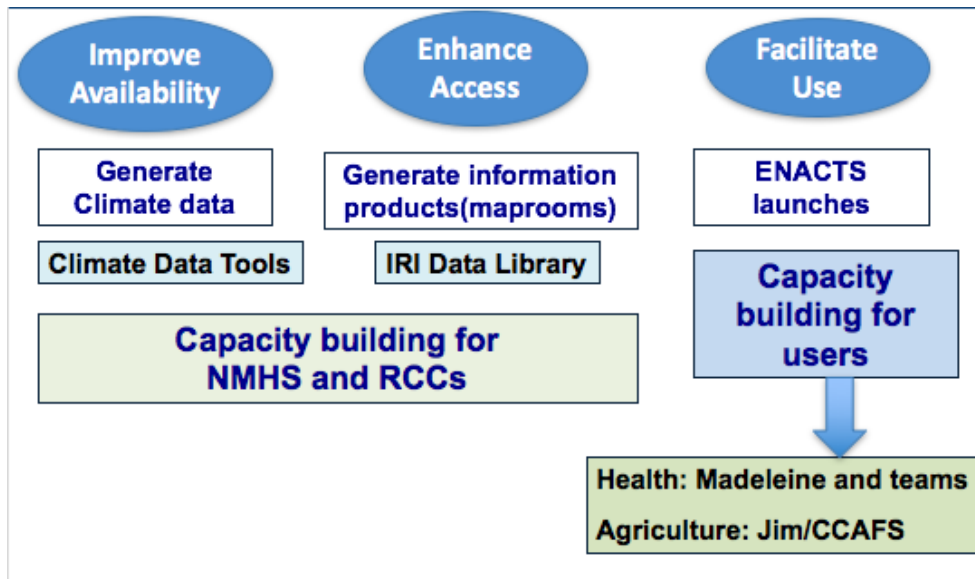 Improve
Availability
Enhance
Access
Facilitate
Use
Generate
Climate data
Generate information
products(maprooms)
ENACTS
launches
Climate Data Tools
IRI Data Library
Capacity building for
NMHS and RCCs
Capacity
building for
users
Health: Madeleine and teams
Agriculture: Jim/CCAFS